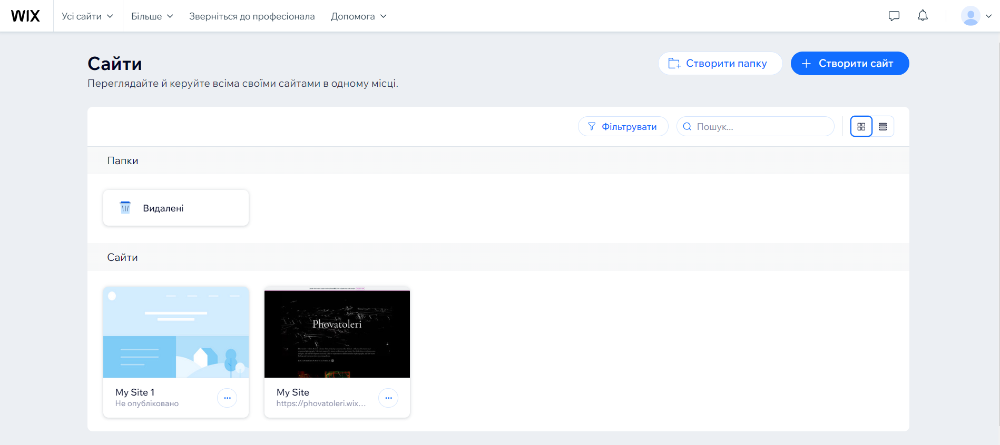 WIX
Усі сайти
Більше
Зверніться до професіонала
Допомога
Сайти
Створити папку
Створити сайт
Переглядайте й керуйте всіма своїми сайтами в одному місці.
Фільтрувати
Пошук...
Папки
Видалені
Сайти
Phovatoleri
My Site 1
Не опубліковано
My Site
https://phovatoleri.wix...